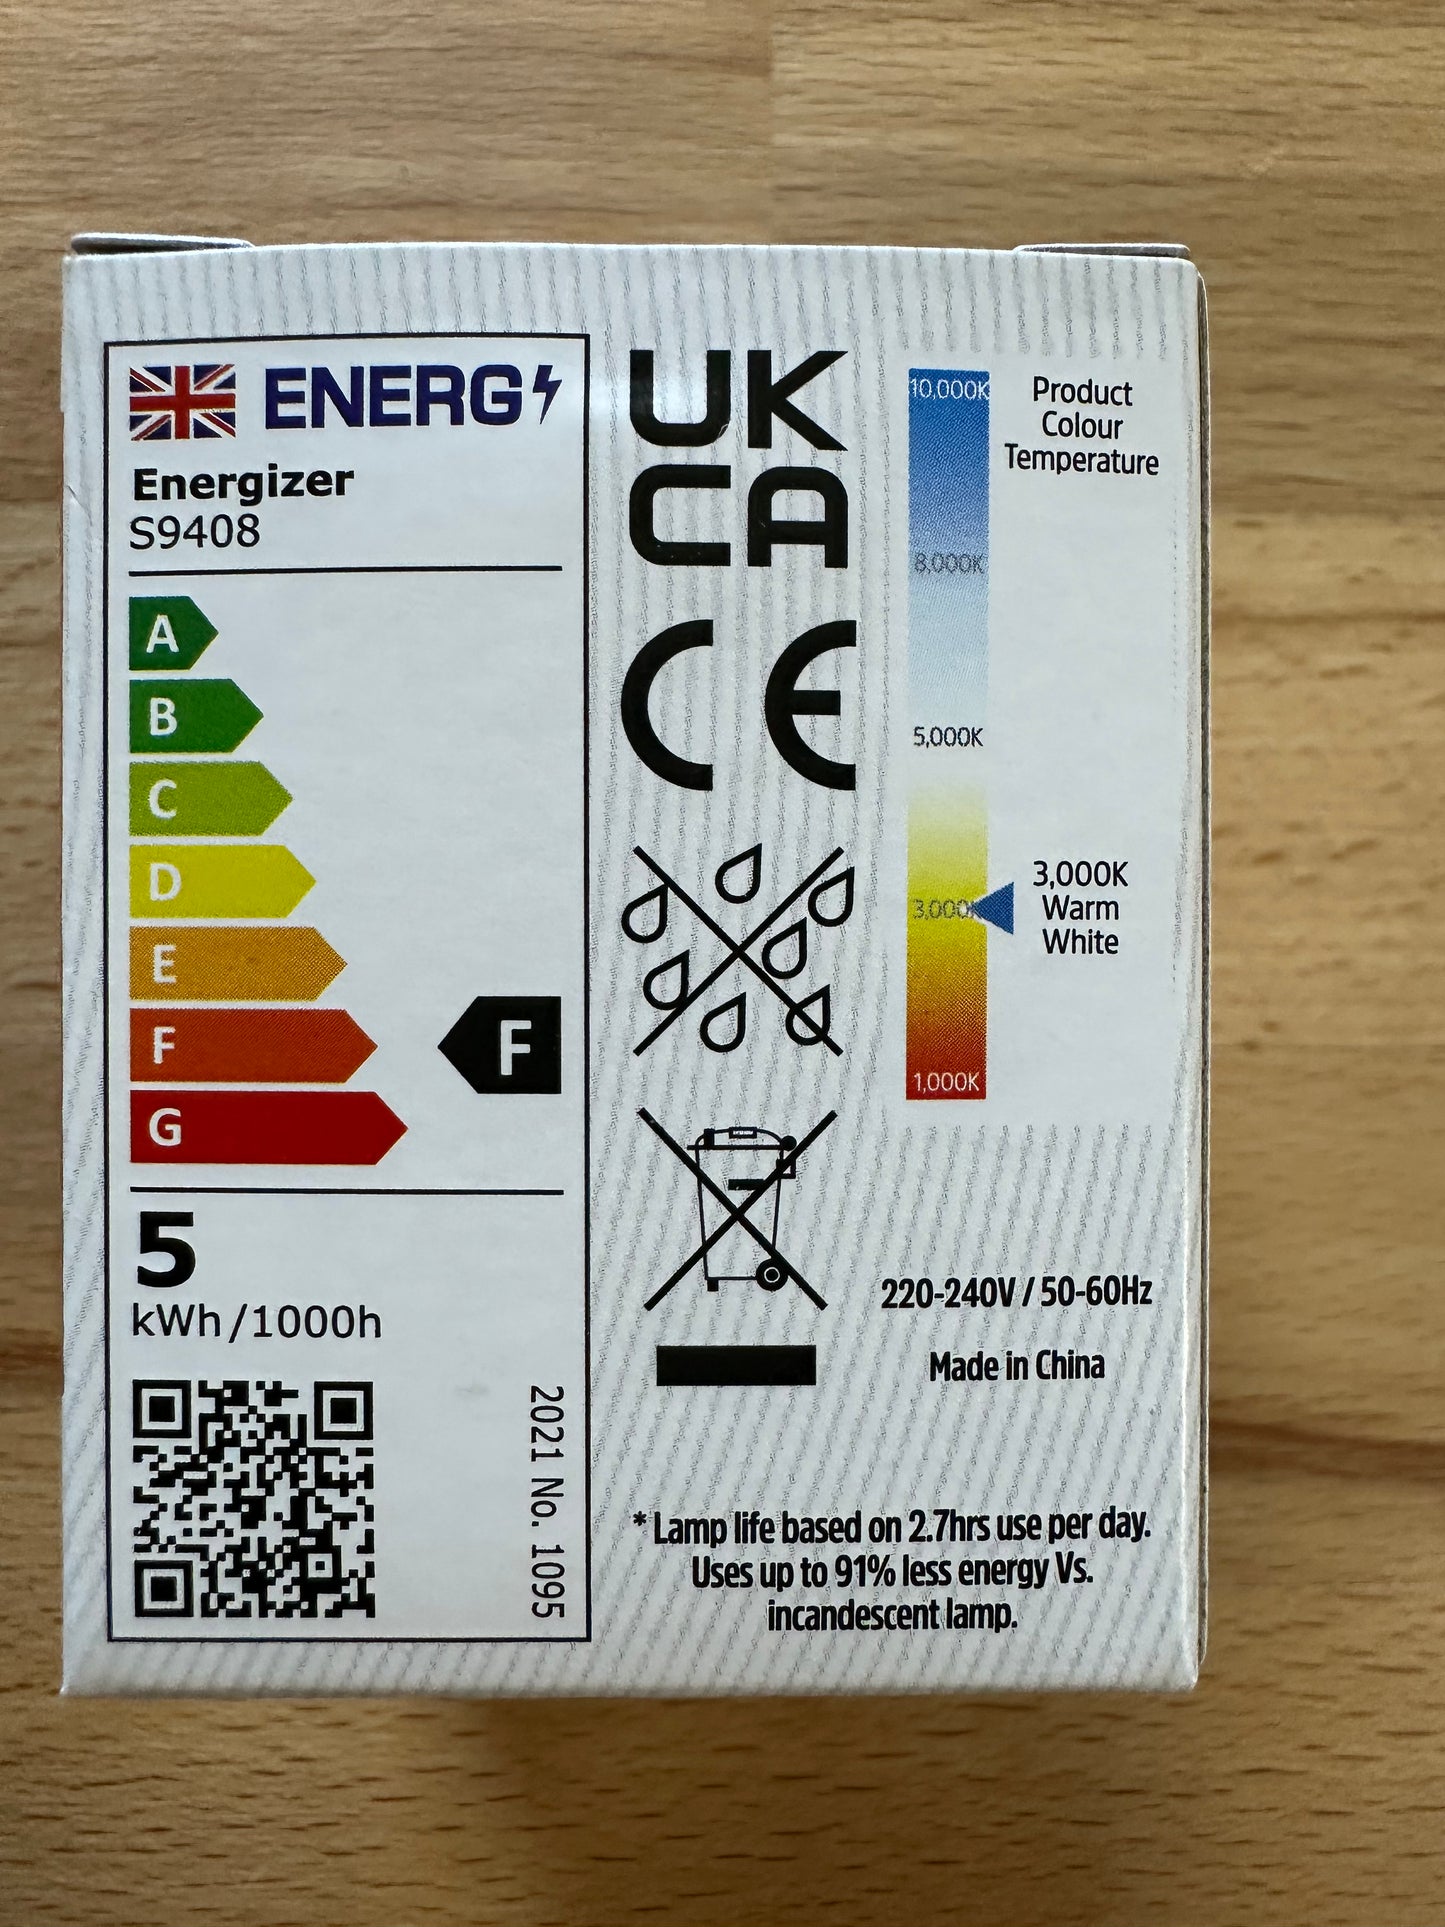 ENERG
Energizer
S9408
A
B
C
D
E
F
G
F
5
kWh/1000h
2021 No. 1095
UK
CA
CE
10,000K
8,000K
5,000K
3,000K
1,000K
Product
Colour
Temperature
3,000K
Warm
White
220-240V / 50-60Hz
Made in China
* Lamp life based on 2.7hrs use per day.
Uses up to 91% less energy Vs.
incandescent lamp.